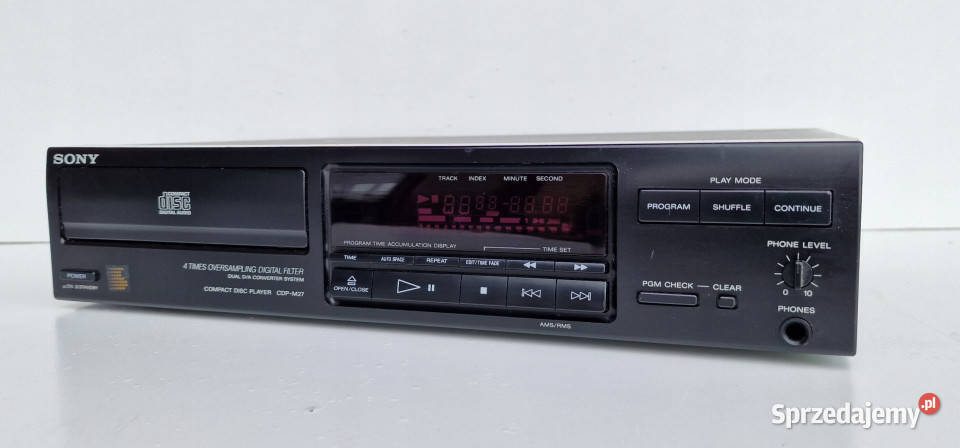 SONY
COMPACT
disc
DIGITAL AUDIO
TRACK INDEX MINUTE SECOND
PLAY MODE
PROGRAM SHUFFLE CONTINUE
PROGRAM TIME ACCUMULATION DISPLAY TIME SET
PHONE LEVEL
TIME AUTO SPACE REPEAT EDIT/TIME FADE
4 TIMES OVERSAMPLING DIGITAL FILTER
DUAL D/A CONVERTER SYSTEM
POWER
COMPACT DISC PLAYER CDP-M27
OPEN/CLOSE
PGM CHECK — CLEAR
0 10
PHONES
AMS/RMS
Sprzedajemy.pl